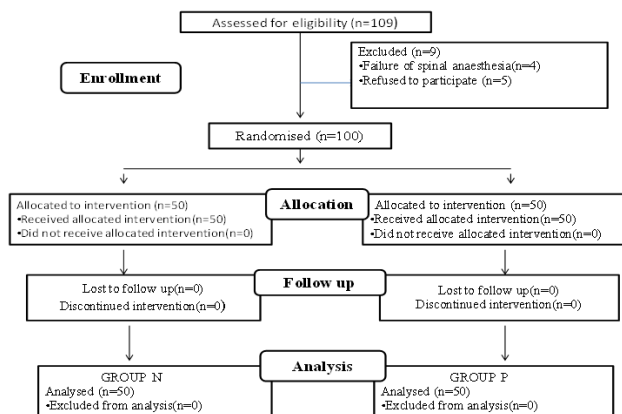 Assessed for eligibility (n=109)
Excluded (n=9)
•Failure of spinal anaesthesia(n=4)
•Refused to participate (n=5)
Enrollment
Randomised (n=100)
Allocated to intervention (n=50)
•Received allocated intervention(n=50)
•Did not receive allocated intervention(n=0)
Allocation
Allocated to intervention (n=50)
•Received allocated intervention(n=50)
•Did not receive allocated intervention(n=0)
Lost to follow up(n=0)
Discontinued intervention(n=0)
Follow up
Lost to follow up(n=0)
Discontinued intervention(n=0)
GROUP N
Analysed (n=50)
•Excluded from analysis(n=0)
Analysis
GROUP P
Analysed (n=50)
•Excluded from analysis(n=0)